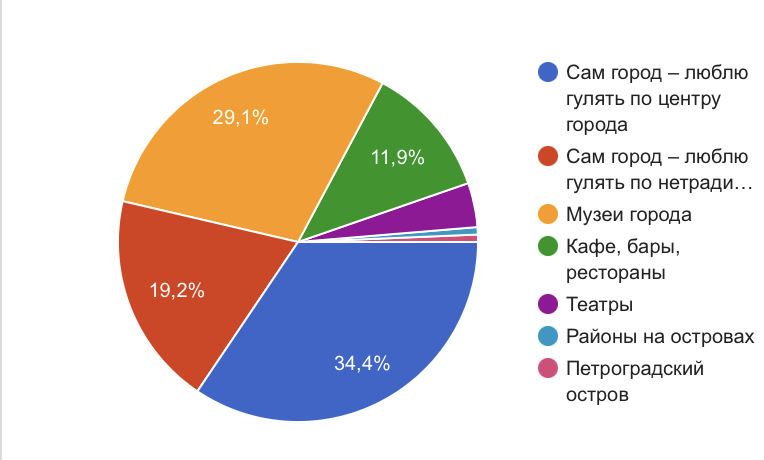 29,1%
11,9%
19,2%
34,4%
Сам город – люблю
гулять по центру
города
Сам город – люблю
гулять по нетради…
Музеи города
Кафе, бары,
рестораны
Театры
Районы на островах
Петроградский
остров